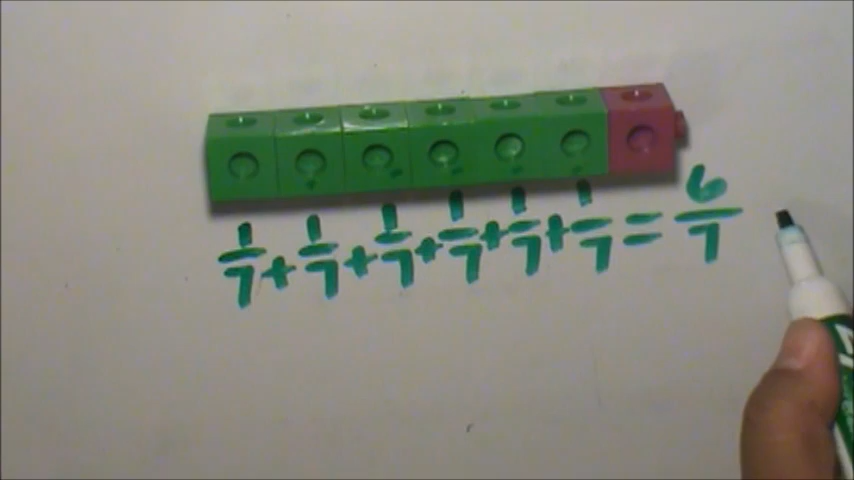 1/7 + 1/7 + 1/7 + 1/7 + 1/7 + 1/7 = 6/7